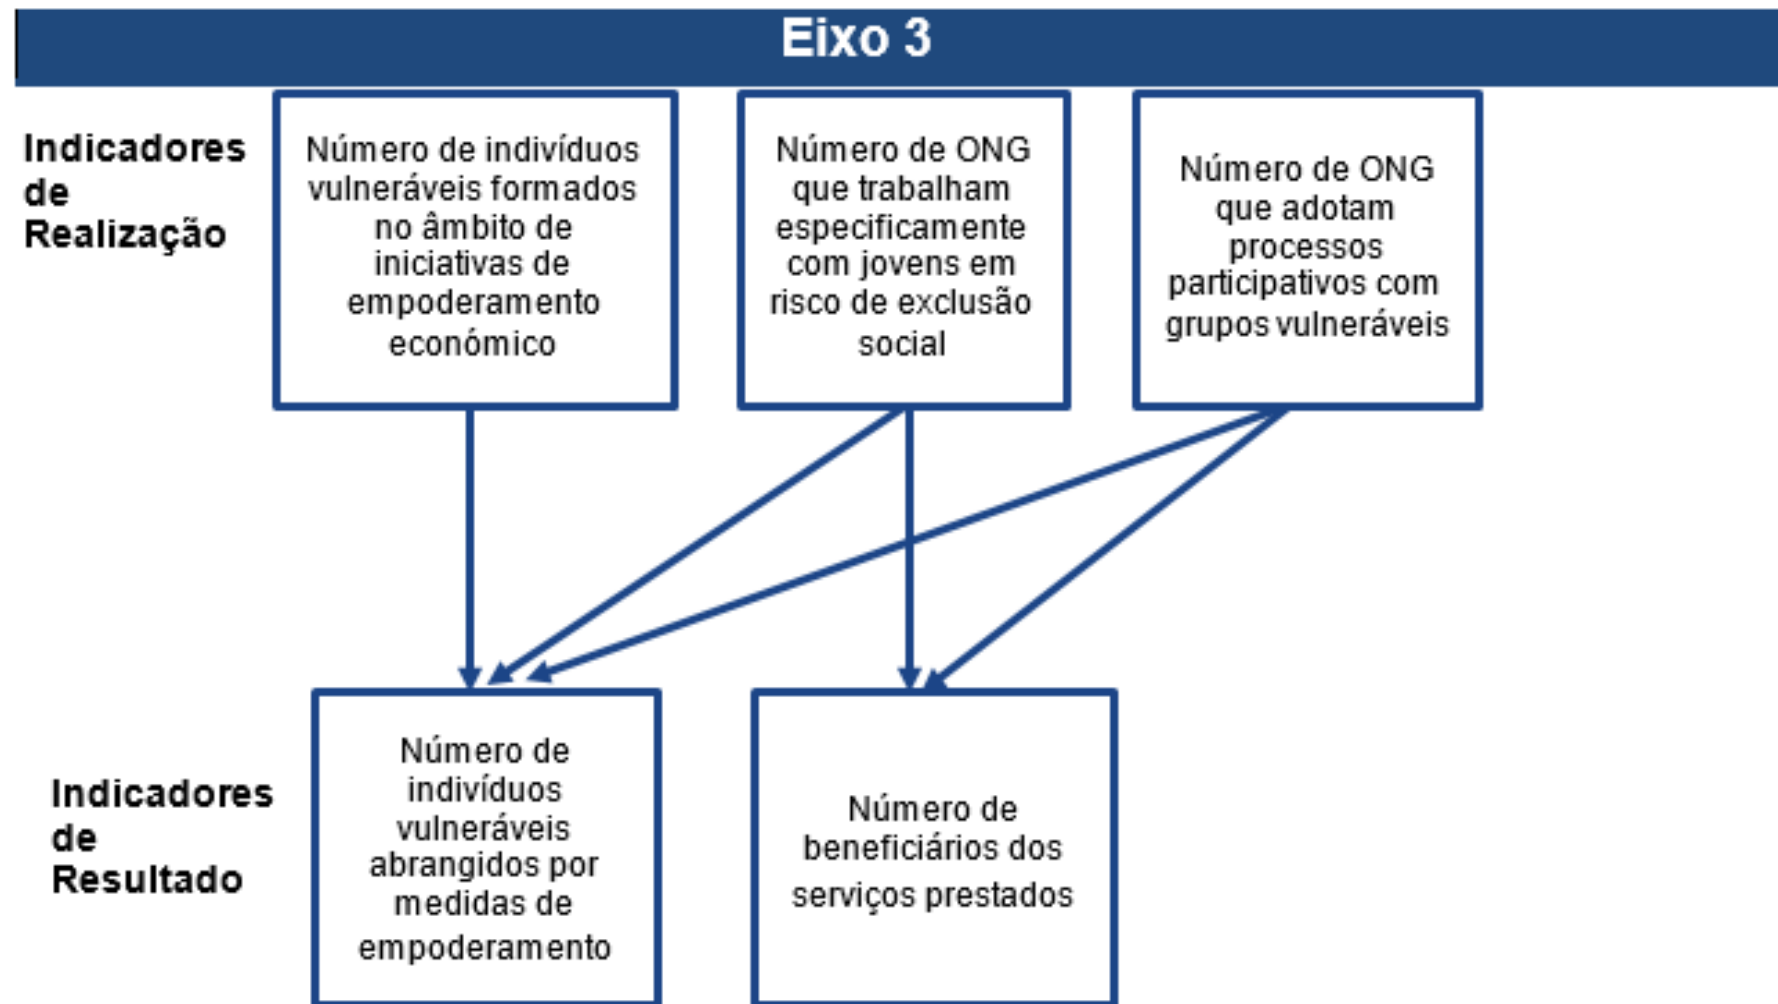 Eixo 3
Indicadores
de
Realização
Número de indivíduos
vulneráveis formados
no âmbito de
iniciativas de
empoderamento
económico
Número de ONG
que trabalham
especificamente
com jovens em
risco de exclusão
social
Número de ONG
que adotam
processos
participativos com
grupos vulneráveis
Indicadores
de
Resultado
Número de
indivíduos
vulneráveis
abrangidos por
medidas de
empoderamento
Número de
beneficiários dos
serviços prestados